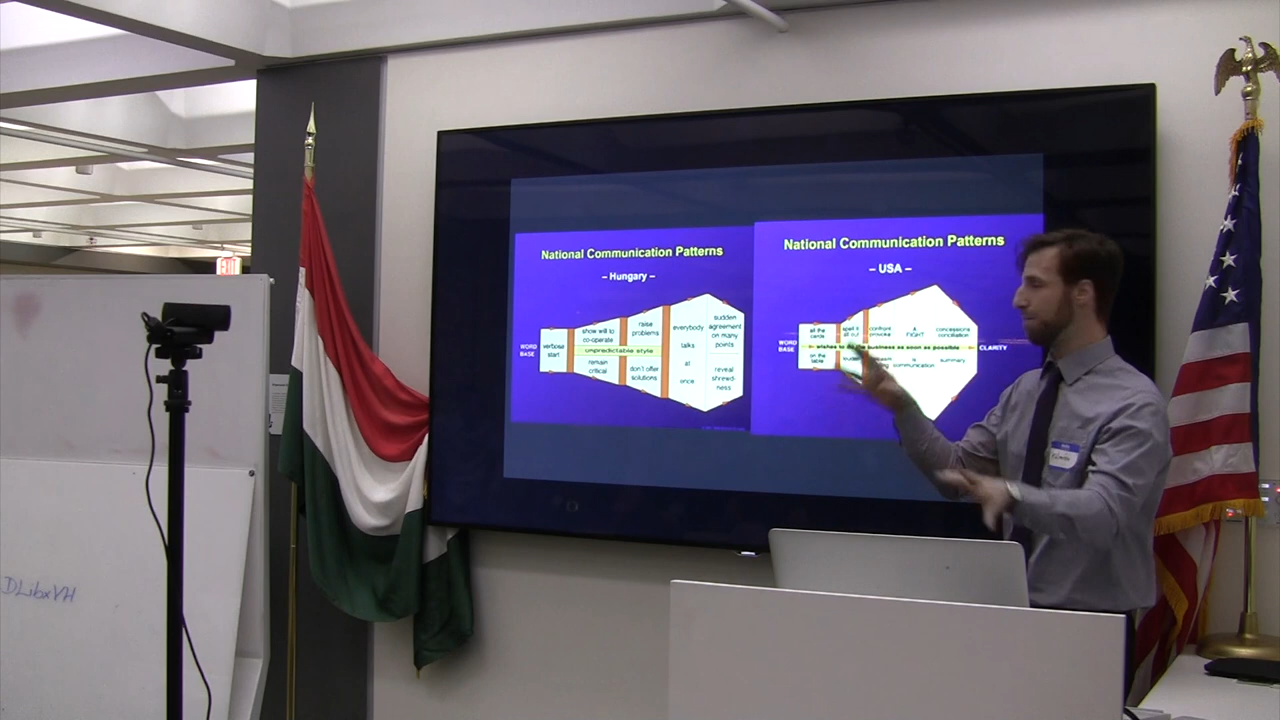 EXIT
National Communication Patterns
– Hungary –
WORD
BASE
verbose
start
show will to
co-operate
remain
critical
unpredictable style
raise
problems
don't offer
solutions
everybody
talks
at
once
sudden
agreement
on many
points
reveal
shrewd-
ness
National Communication Patterns
– USA –
WORD
BASE
all the
cards
on the
table
spell it
all out
confront
provoke
&
FIGHT
concessions
conciliation
wishes to do the business as soon as possible
communication
summary
CLARITY
DLibxVH